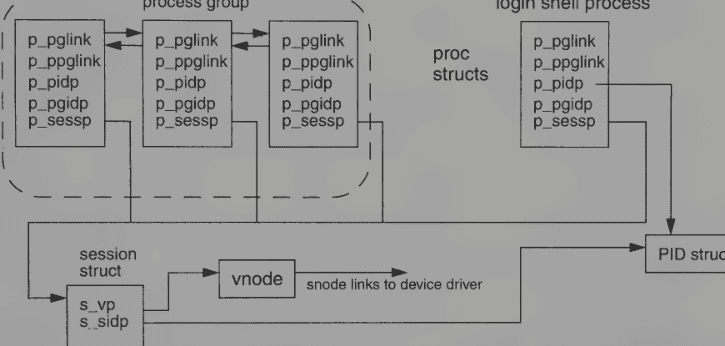 process group
login shell process
p_pglink
p_ppglink
p_pidp
p_pgidp
p_sessp
p_pglink
p_ppglink
p_pidp
p_pgidp
p_sessp
p_pglink
p_ppglink
p_pidp
p_pgidp
p_sessp
proc
structs
p_pglink
p_ppglink
p_pidp
p_pgidp
p_sessp
session
struct
s_vp
s_sidp
vnode
snode links to device driver
PID struc